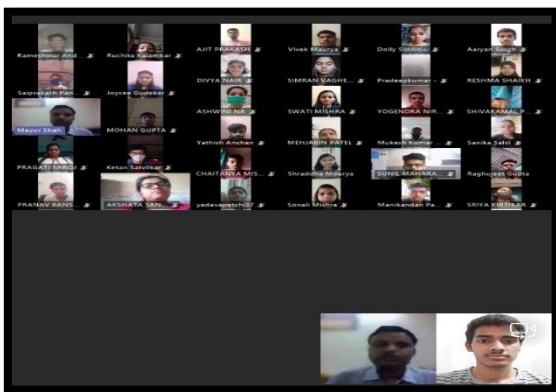 Rameshwar And... Ruchita Kalamkar AJIT PRAKASH Vivek Maurya Dolly Siddiqui Aaryan Singh
Saiprakash Pan... Joycee Gudekar DIVYA NAIR SIMRAN VAGHE... Pradeepkumar - RESHMA SHAIKH
Mayur Shah MOHAN GUPTA ASHWINI NA SWATI MISHRA YOGENDRA NIR... SHIVAKAMAL P...
PRAGATI SAROJ Ketan Satvilkar Yathish Anchan MEHJABIN PATEL Mukesh Kumar ... Sanika Salvi
CHAITANYA MIS... Shraddha Mourya SUNIL MAHARA... Raghujeet Gupta
PRANAV BANS... AKSHATA SAN... yadavapatchi37 Sonali Mishra Manikandan Pa... SRIYA KIRTIKAR